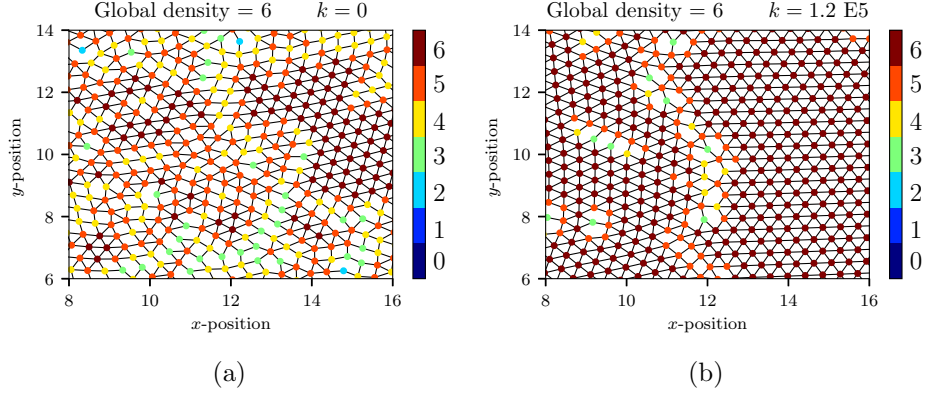 Global density = 6 k = 0
14
12
10
8
6
y-position
8 10 12 14 16
x-position
6
5
4
3
2
1
0
(a)
Global density = 6 k = 1.2 E5
14
12
10
8
6
y-position
8 10 12 14 16
x-position
6
5
4
3
2
1
0
(b)